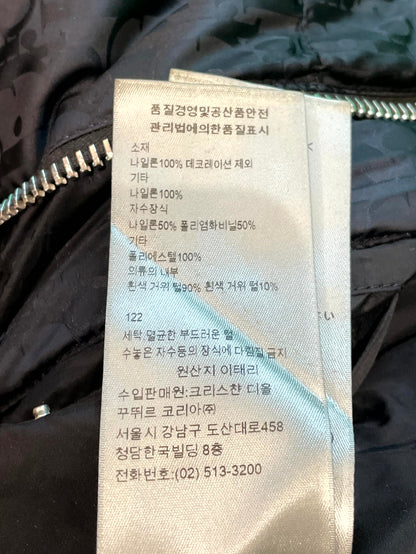 품질경영및공산품안전
관리법에의한품질표시
소재
나일론100% 데코레이션 제외
기타
나일론100%
자수장식
나일론50% 폴리염화비닐50%
기타
폴리에스텔100%
의류의 내부
흰색 거위 털90% 흰색 거위 털10%
122
세탁 멸균한 부드러운 털
수놓은 자수등의 장식에 다림질 금지
원산지 이태리
수입판매원:크리스챤 디올
꾸뛰르 코리아㈜
서울시 강남구 도산대로458
청담한국빌딩 8층
전화번호:(02) 513-3200
い